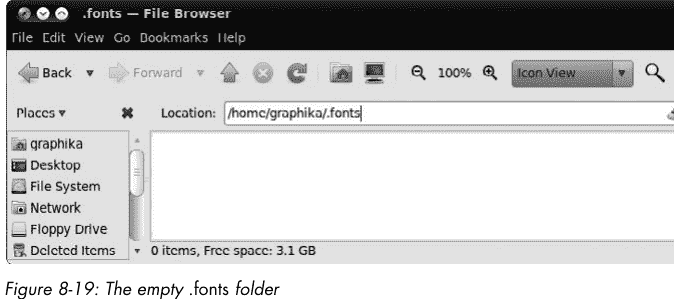 .fonts — File Browser
File Edit View Go Bookmarks Help
Back Forward 100% Icon View
Places Location: /home/graphika/.fonts
graphika
Desktop
File System
Network
Floppy Drive
Deleted Items
0 items, Free space: 3.1 GB
Figure 8-19: The empty .fonts folder